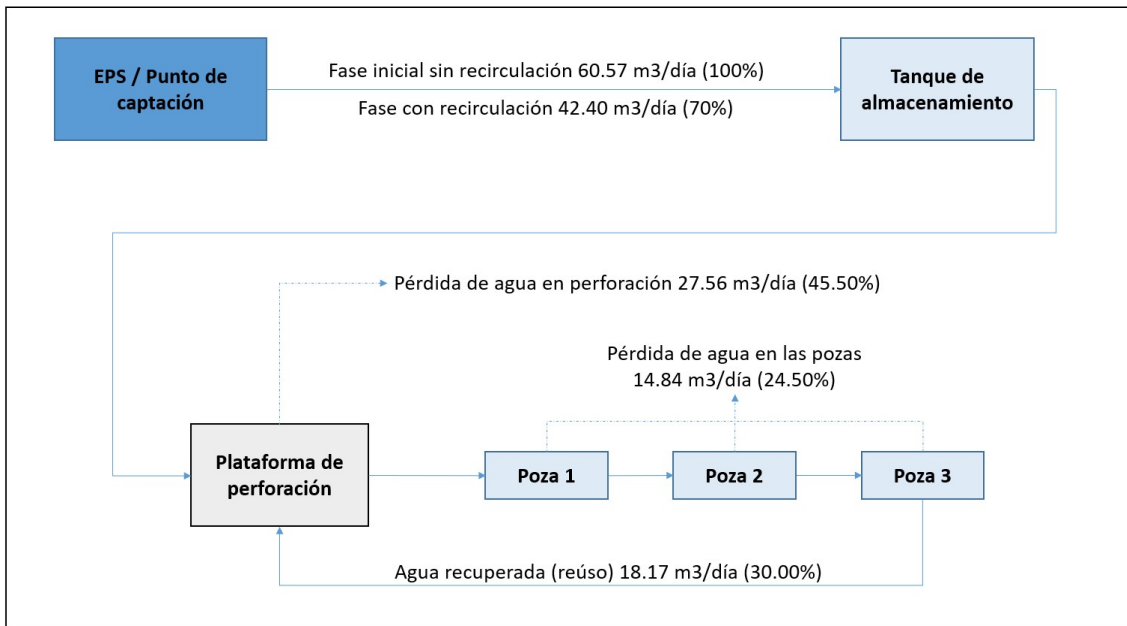 EPS / Punto de
captación
Fase inicial sin recirculación 60.57 m3/día (100%)
Fase con recirculación 42.40 m3/día (70%)
Tanque de
almacenamiento
Pérdida de agua en perforación 27.56 m3/día (45.50%)
Pérdida de agua en las pozas
14.84 m3/día (24.50%)
Plataforma de
perforación
Poza 1
Poza 2
Poza 3
Agua recuperada (reúso) 18.17 m3/día (30.00%)